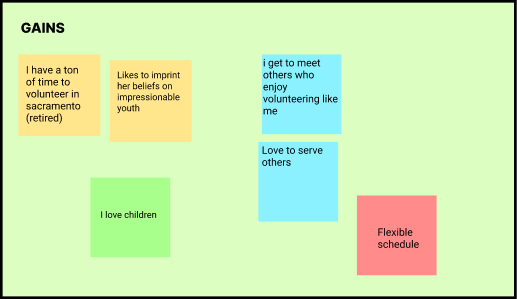 GAINS
I have a ton
of time to
volunteer in
sacramento
(retired)
Likes to imprint
her beliefs on
impressionable
youth
i get to meet
others who
enjoy
volunteering like
me
Love to serve
others
I love children
Flexible
schedule